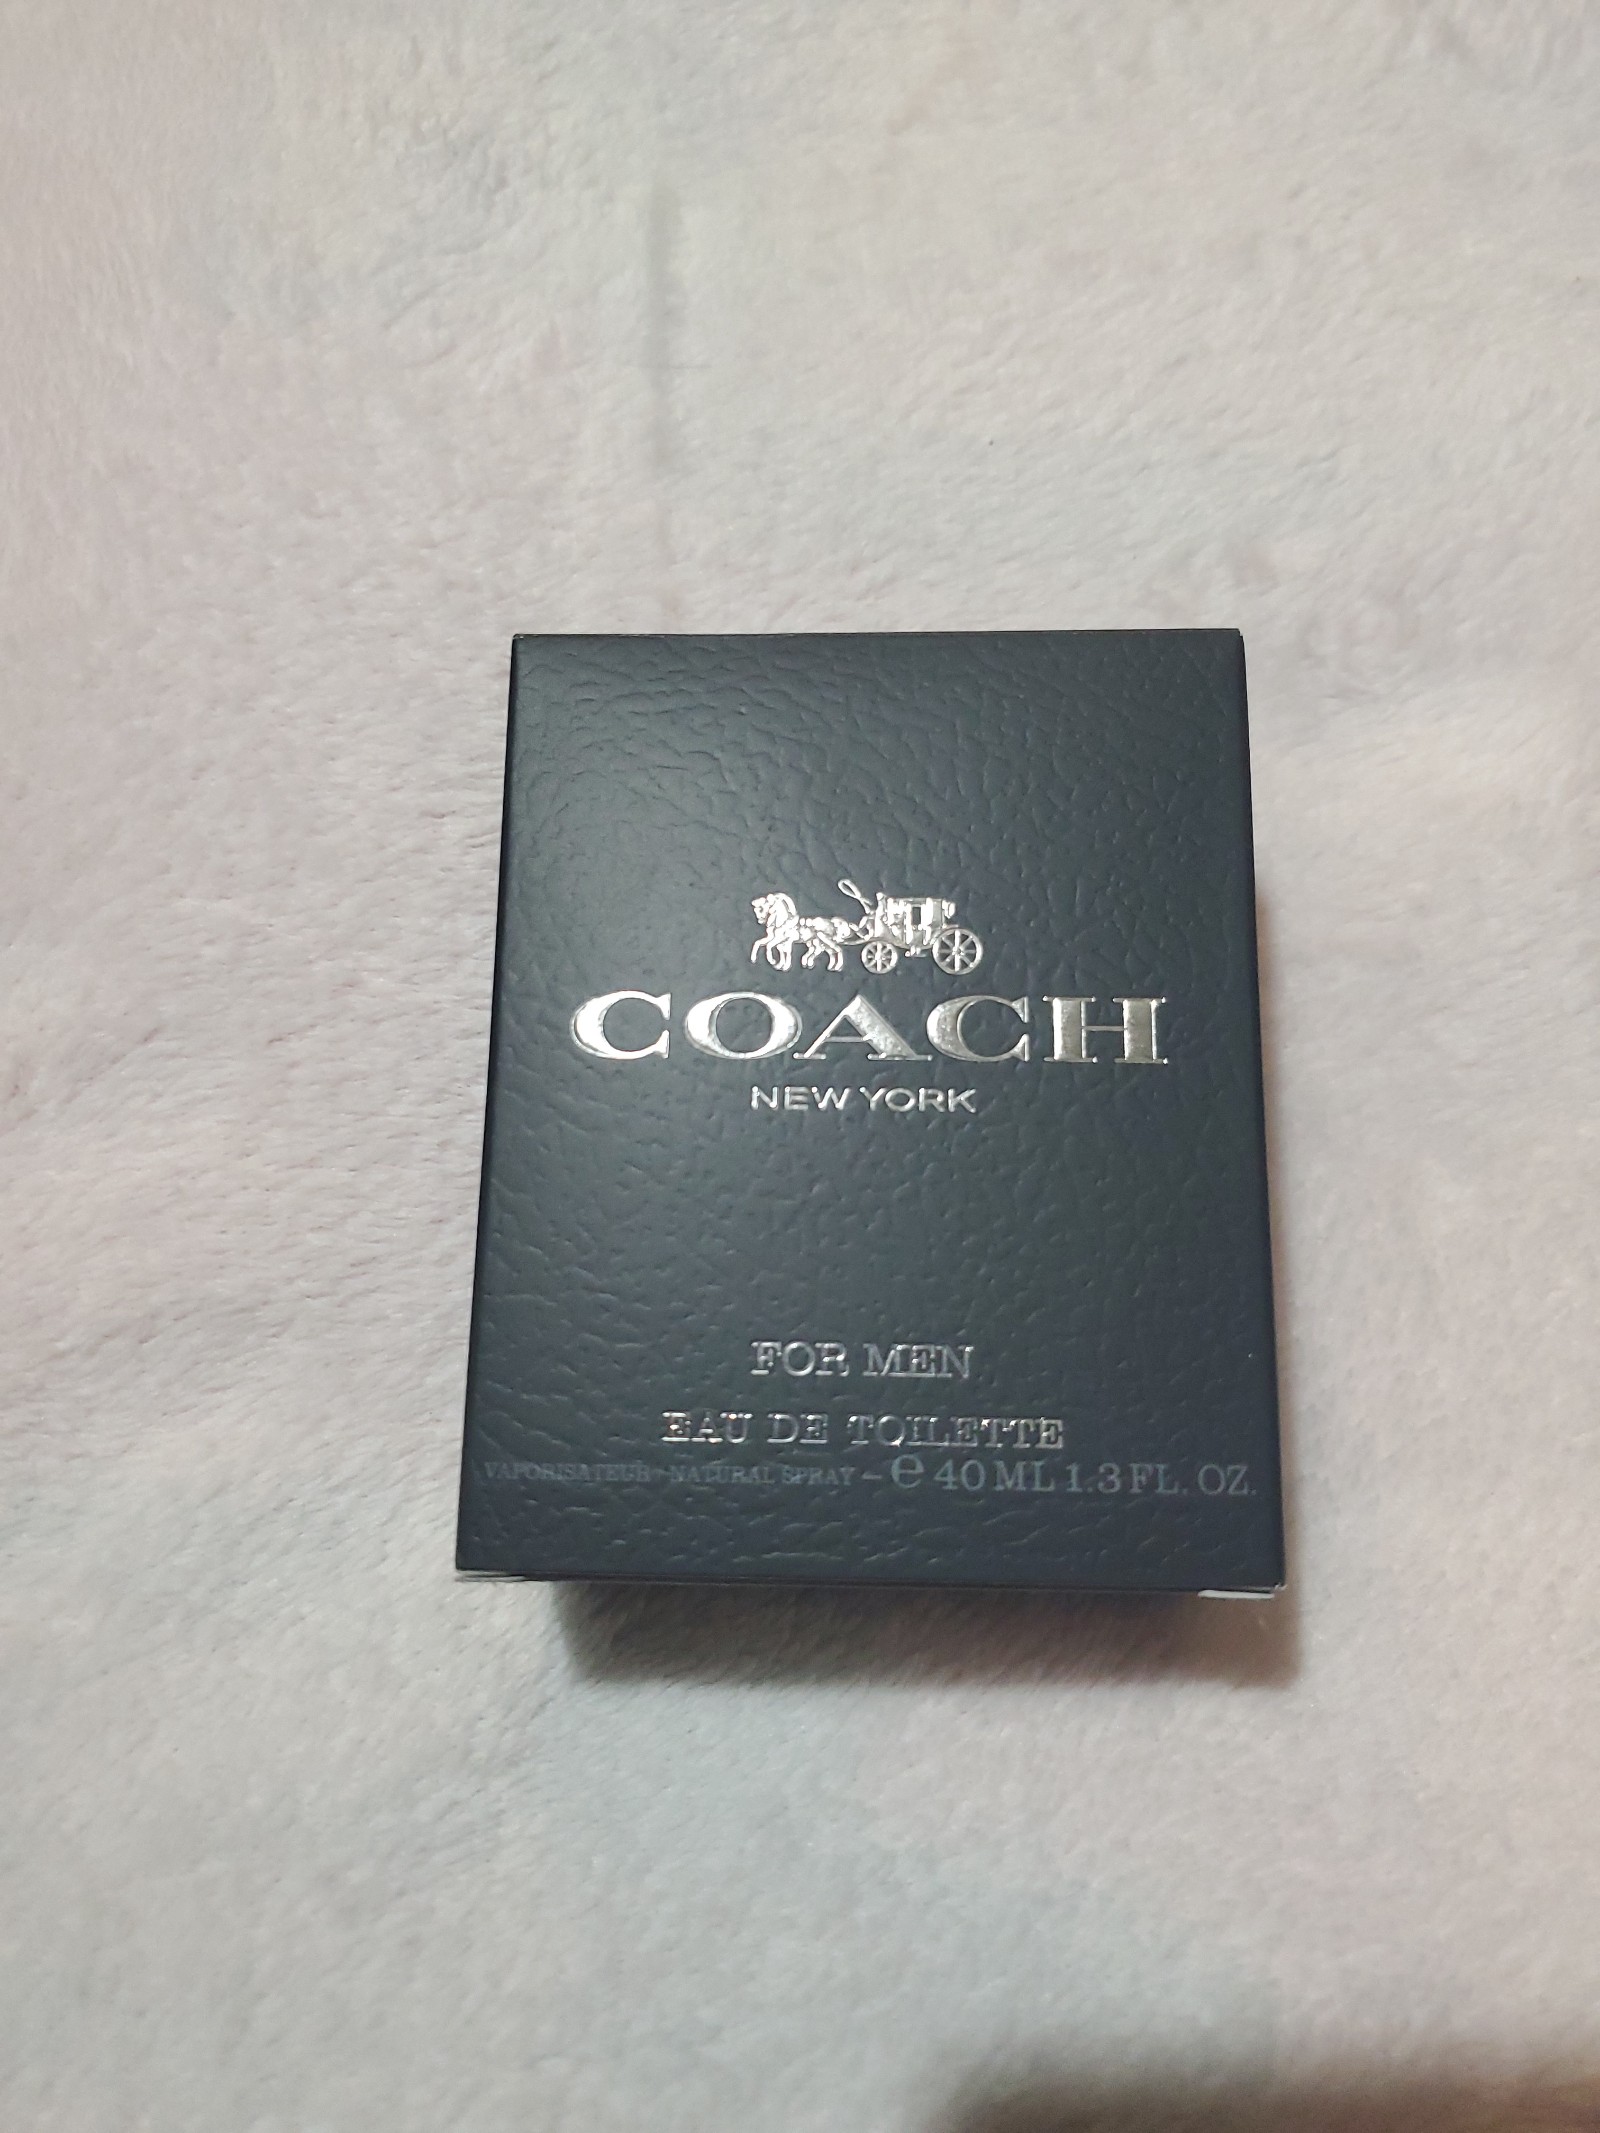 COACH
NEW YORK
FOR MEN
EAU DE TOILETTE
VAPORISATEUR - NATURAL SPRAY - ℮ 40 ML 1.3 FL. OZ.